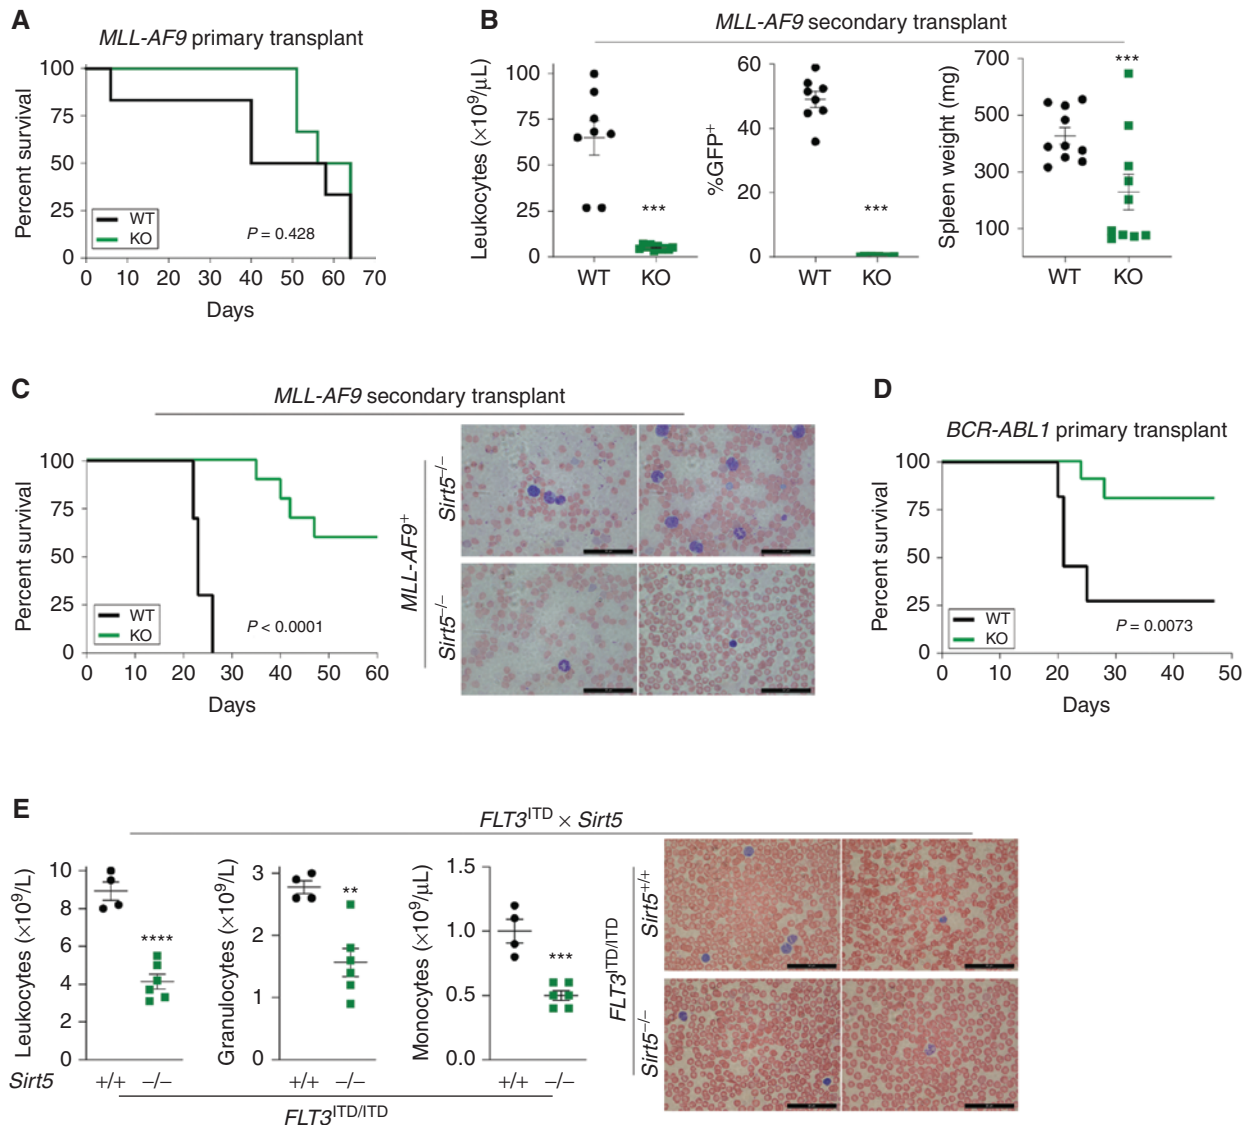 A
MLL-AF9 primary transplant
Percent survival
100
75
50
25
0
WT
KO
P = 0.428
0 10 20 30 40 50 60 70
Days
B
MLL-AF9 secondary transplant
Leukocytes (×10⁹/μL)
100
75
50
25
0
***
WT KO
%GFP⁺
60
40
20
0
***
WT KO
Spleen weight (mg)
700
500
300
100
***
WT KO
C
MLL-AF9 secondary transplant
Percent survival
100
75
50
25
0
WT
KO
P < 0.0001
0 10 20 30 40 50 60
Days
MLL-AF9⁺
Sirt5⁻/⁻
Sirt5⁻/⁻
D
BCR-ABL1 primary transplant
Percent survival
100
75
50
25
0
WT
KO
P = 0.0073
0 10 20 30 40 50
Days
E
FLT3ᴵᵀᴰ × Sirt5
Leukocytes (×10⁹/L)
10
8
6
4
2
0
****
Sirt5 +/+ −/−
Granulocytes (×10⁹/L)
3
2
1
0
**
+/+ −/−
Monocytes (×10⁹/μL)
1.5
1.0
0.5
0.0
***
+/+ −/−
FLT3ᴵᵀᴰ/ᴵᵀᴰ
FLT3ᴵᵀᴰ/ᴵᵀᴰ
Sirt5⁺/⁺
Sirt5⁻/⁻